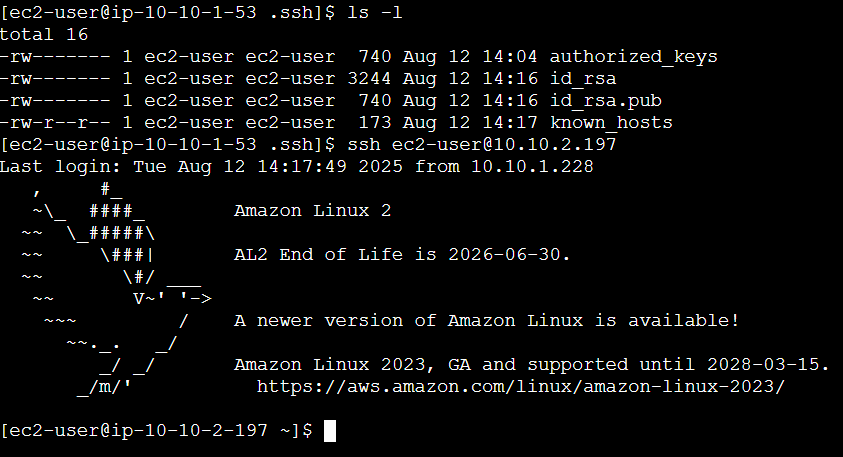 [ec2-user@ip-10-10-1-53 .ssh]$ ls -l
total 16
-rw------- 1 ec2-user ec2-user  740 Aug 12 14:04 authorized_keys
-rw------- 1 ec2-user ec2-user 3244 Aug 12 14:16 id_rsa
-rw------- 1 ec2-user ec2-user  740 Aug 12 14:16 id_rsa.pub
-rw-r--r-- 1 ec2-user ec2-user  173 Aug 12 14:17 known_hosts
[ec2-user@ip-10-10-1-53 .ssh]$ ssh ec2-user@10.10.2.197
Last login: Tue Aug 12 14:17:49 2025 from 10.10.1.228
   ,     #_
   ~\_  ####_        Amazon Linux 2
  ~~  \_#####\
  ~~     \###|       AL2 End of Life is 2026-06-30.
  ~~       \#/ ___
   ~~       V~' '->
    ~~~         /    A newer version of Amazon Linux is available!
      ~~._.   _/
         _/ _/       Amazon Linux 2023, GA and supported until 2028-03-15.
       _/m/'           https://aws.amazon.com/linux/amazon-linux-2023/
[ec2-user@ip-10-10-2-197 ~]$